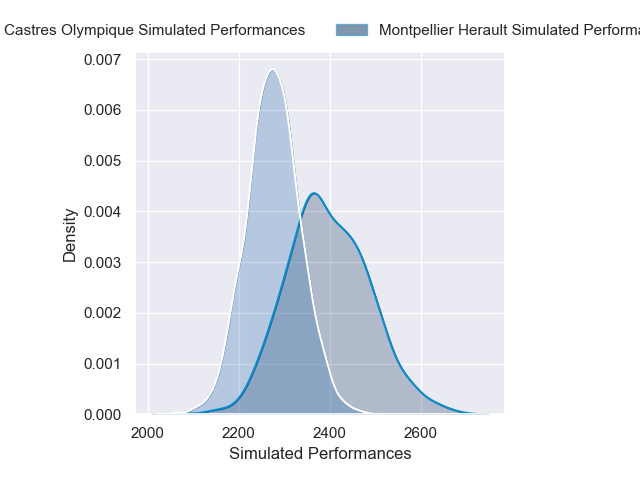 Castres Olympique Simulated Performances
Montpellier Herault Simulated Performa
0.007
0.006
0.005
0.004
0.003
0.002
0.001
0.000
Density
2000 2200 2400 2600
Simulated Performances